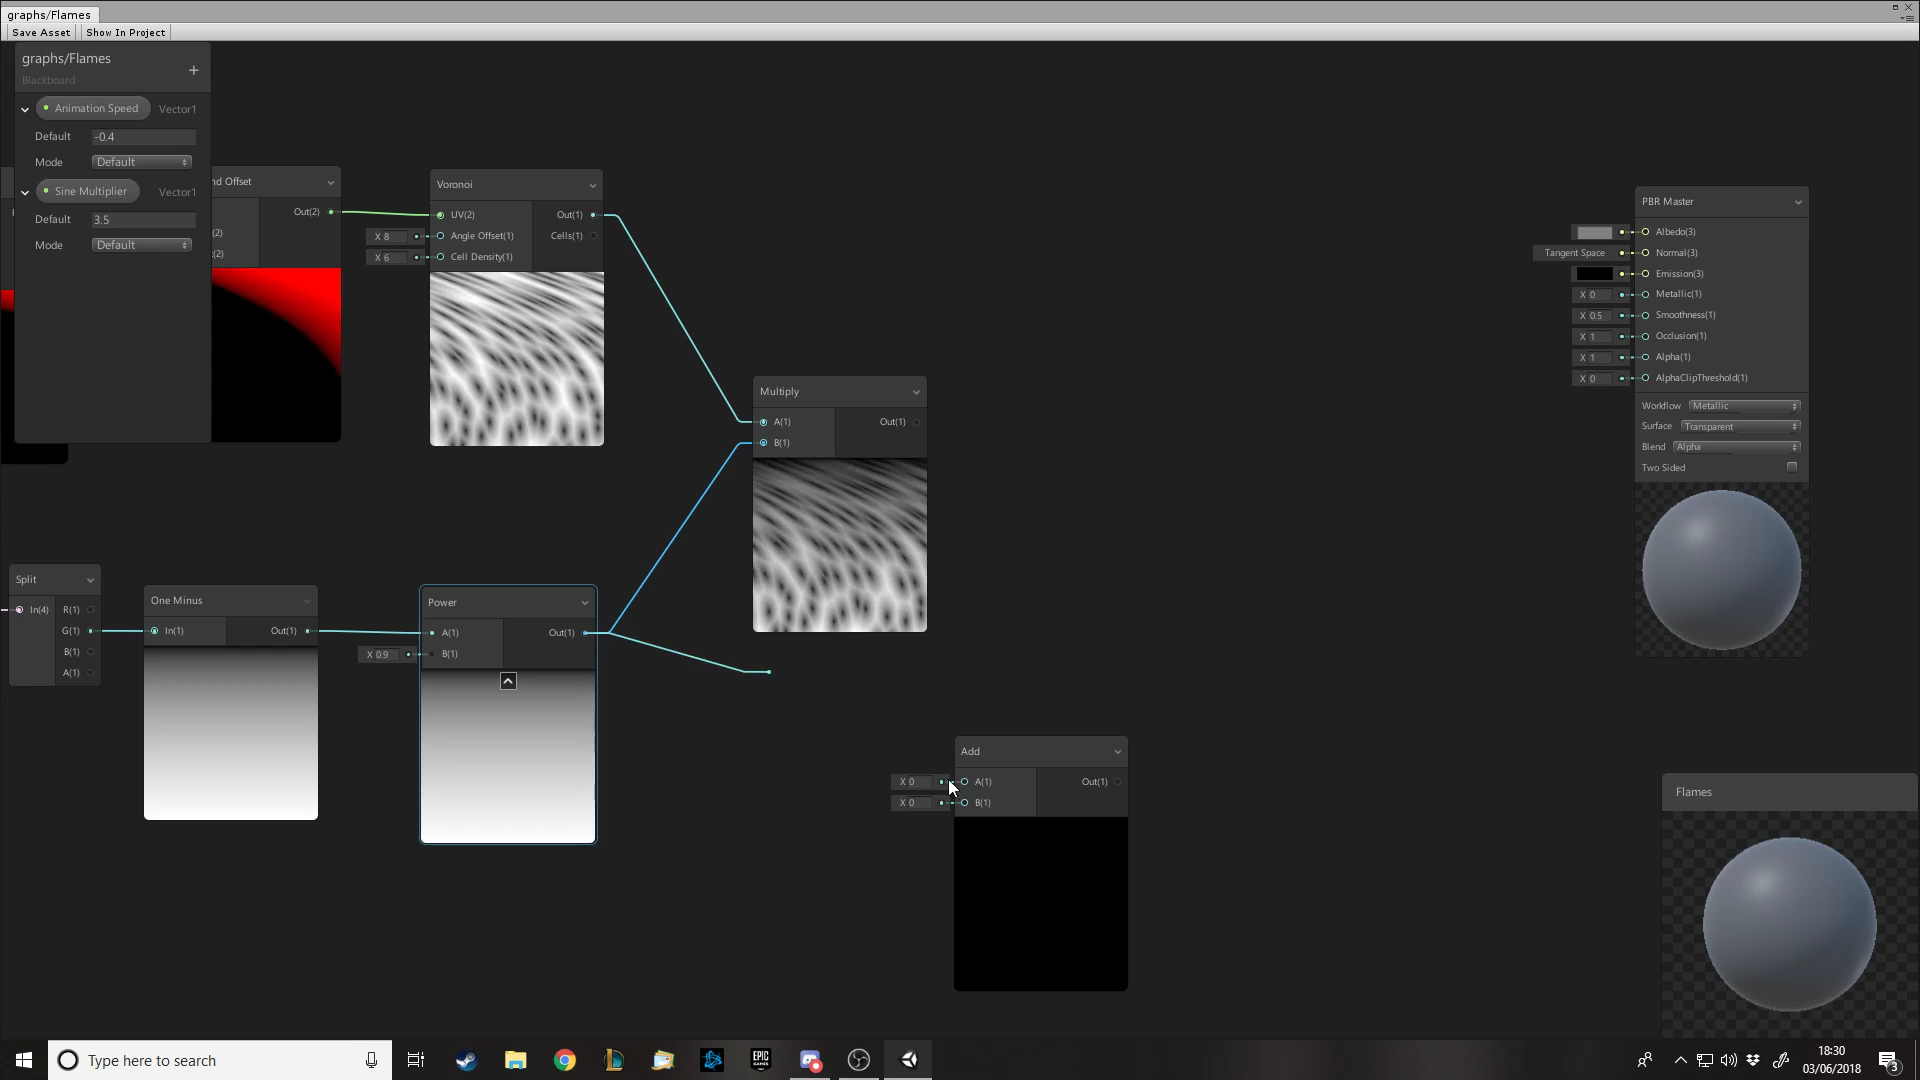 graphs/Flames
Save Asset
Show In Project
graphs/Flames
Blackboard
Animation Speed Vector1
Default -0.4
Mode Default
Sine Multiplier Vector1
Default 3.5
Mode Default
nd Offset
Out(2)
(2)
(2)
Voronoi
UV(2) Out(1)
X 8 Angle Offset(1) Cells(1)
X 6 Cell Density(1)
Multiply
A(1) Out(1)
B(1)
PBR Master
Albedo(3)
Tangent Space Normal(3)
Emission(3)
X 0 Metallic(1)
X 0.5 Smoothness(1)
X 1 Occlusion(1)
X 1 Alpha(1)
X 0 AlphaClipThreshold(1)
Workflow Metallic
Surface Transparent
Blend Alpha
Two Sided
Split
In(4) R(1)
G(1)
B(1)
A(1)
One Minus
In(1) Out(1)
Power
A(1) Out(1)
X 0.9 B(1)
Add
X 0 A(1) Out(1)
X 0 B(1)
Flames
Type here to search
EPIC
GAMES
18:30
03/06/2018
3